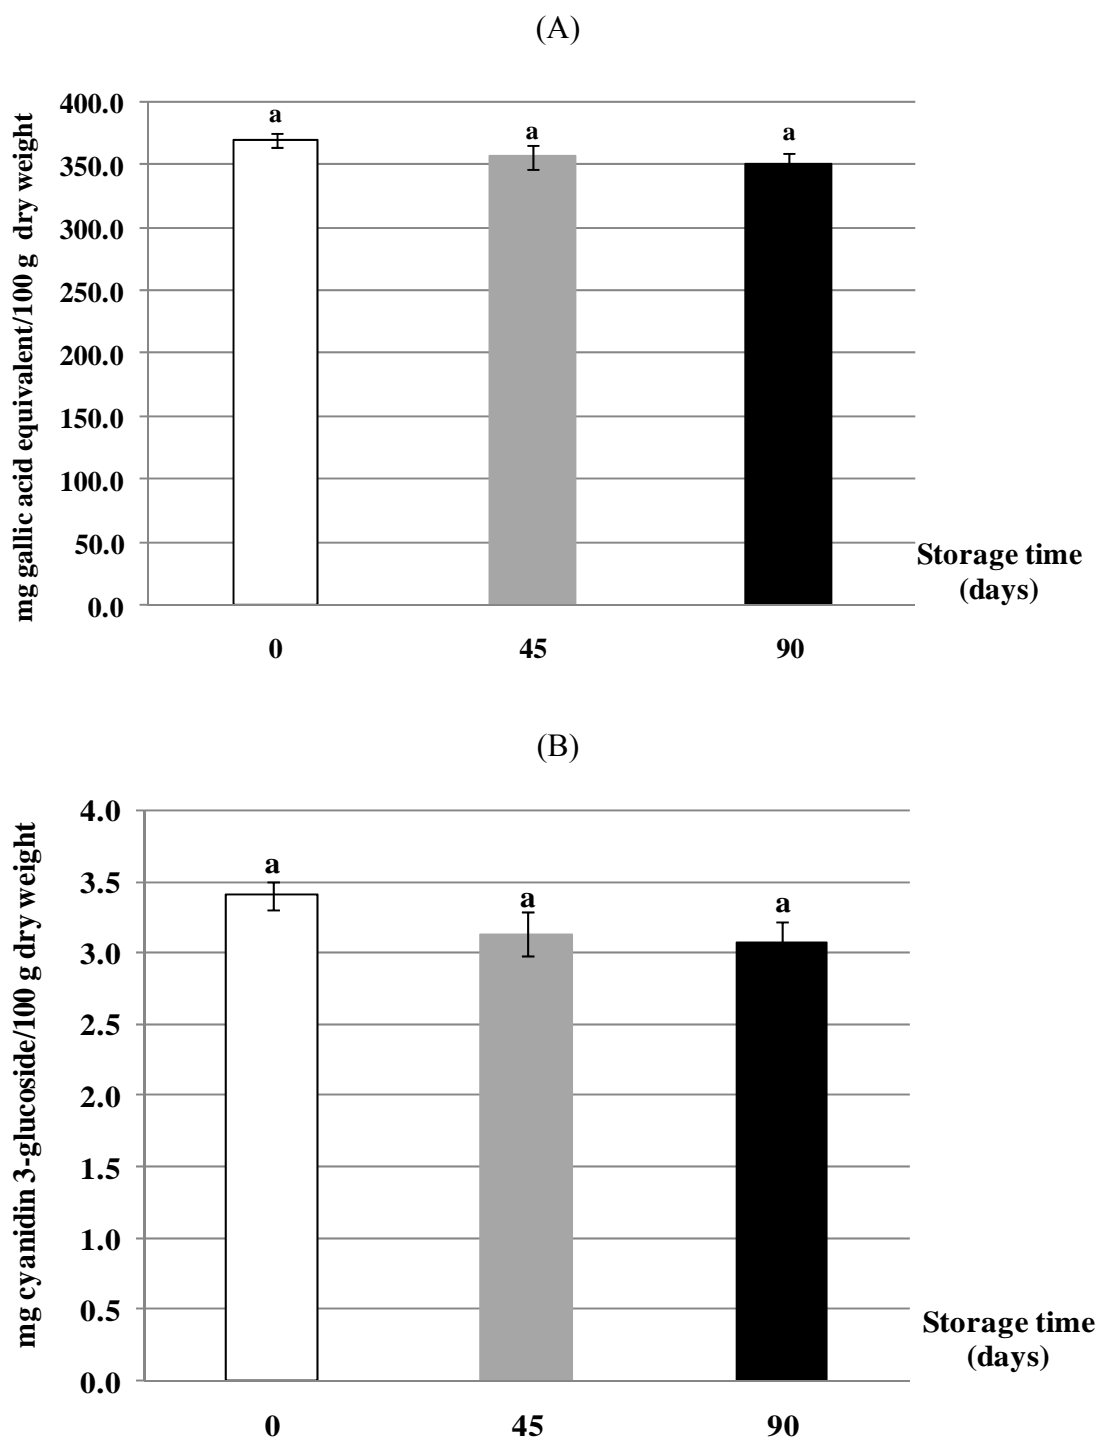 (A)
mg gallic acid equivalent/100 g dry weight
400.0
350.0
300.0
250.0
200.0
150.0
100.0
50.0
0.0
a
a
a
0
45
90
Storage time
(days)
(B)
mg cyanidin 3-glucoside/100 g dry weight
4.0
3.5
3.0
2.5
2.0
1.5
1.0
0.5
0.0
a
a
a
0
45
90
Storage time
(days)